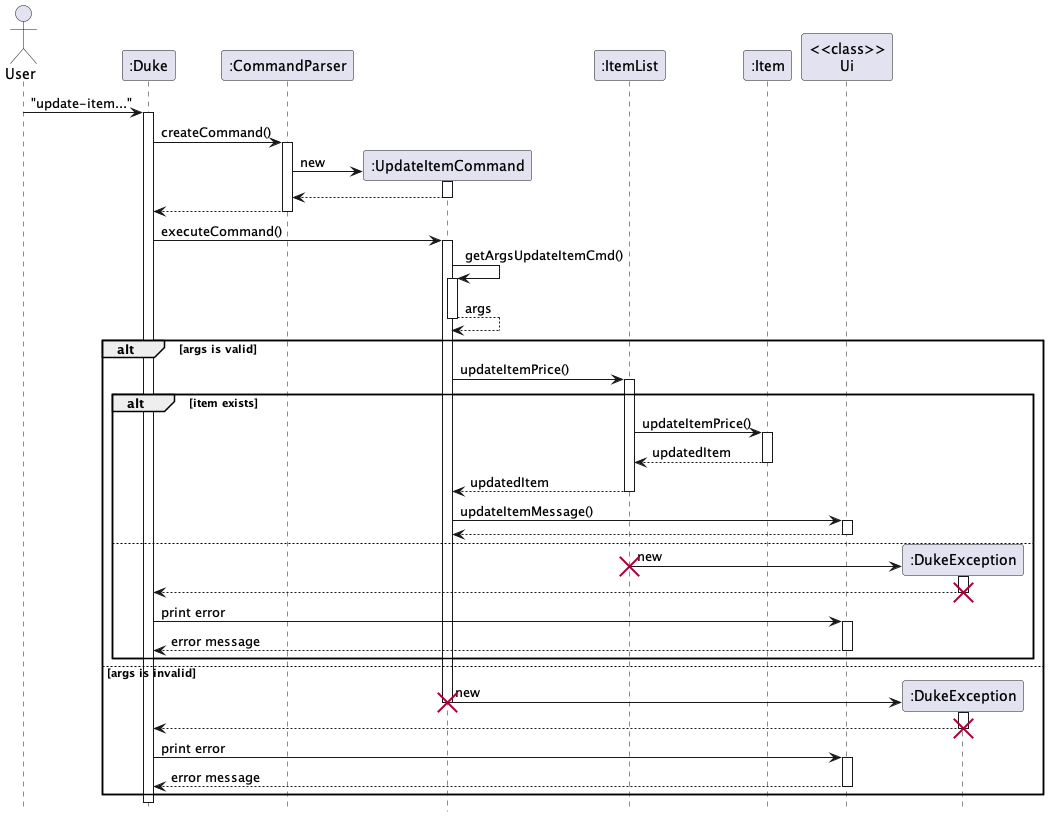 User
:Duke
:CommandParser
:ItemList
:Item
<<class>>
Ui
"update-item..."
createCommand()
new
:UpdateItemCommand
executeCommand()
getArgsUpdateItemCmd()
args
alt [args is valid]
updateItemPrice()
alt [item exists]
updateItemPrice()
updatedItem
updatedItem
updateItemMessage()
new
:DukeException
print error
error message
[args is invalid]
new
:DukeException
print error
error message